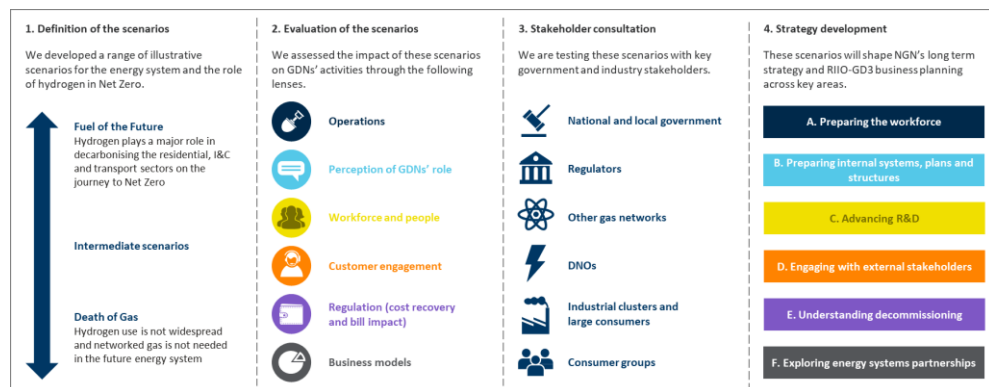 1. Definition of the scenarios
We developed a range of illustrative
scenarios for the energy system and the role
of hydrogen in Net Zero.
Fuel of the Future
Hydrogen plays a major role in
decarbonising the residential, I&C
and transport sectors on the
journey to Net Zero
Intermediate scenarios
Death of Gas
Hydrogen use is not widespread
and networked gas is not needed
in the future energy system
2. Evaluation of the scenarios
We assessed the impact of these scenarios
on GDNs' activities through the following
lenses.
Operations
Perception of GDNs' role
Workforce and people
Customer engagement
Regulation (cost recovery
and bill impact)
Business models
3. Stakeholder consultation
We are testing these scenarios with key
government and industry stakeholders.
National and local government
Regulators
Other gas networks
DNOs
Industrial clusters and
large consumers
Consumer groups
4. Strategy development
These scenarios will shape NGN's long term
strategy and RIIO-GD3 business planning
across key areas.
A. Preparing the workforce
B. Preparing internal systems, plans and
structures
C. Advancing R&D
D. Engaging with external stakeholders
E. Understanding decommissioning
F. Exploring energy systems partnerships